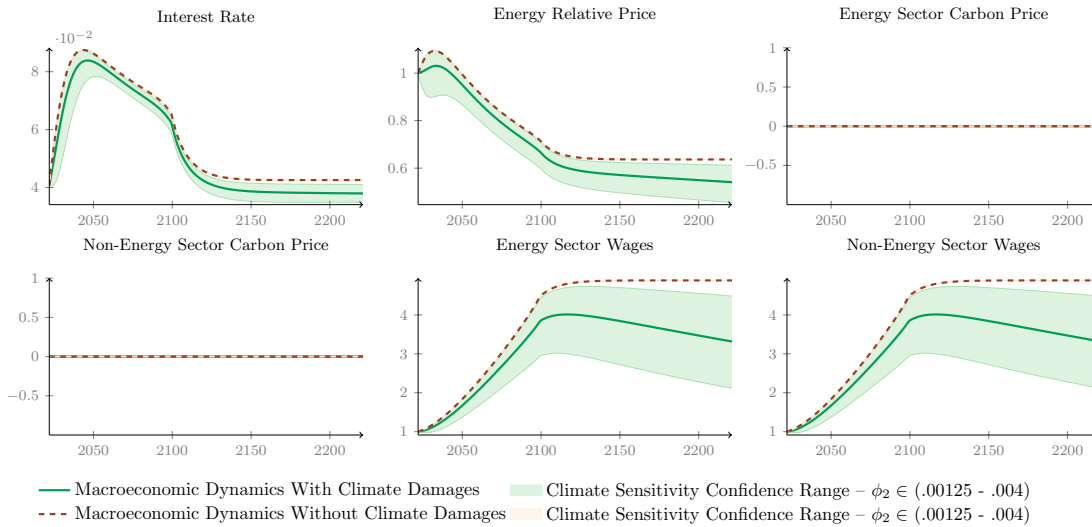 Interest Rate
Energy Relative Price
Energy Sector Carbon Price
·10⁻²
8
6
4
2050 2100 2150 2200
1
0.8
0.6
2050 2100 2150 2200
1
0.5
0
−0.5
2050 2100 2150 2200
Non-Energy Sector Carbon Price
Energy Sector Wages
Non-Energy Sector Wages
1
0.5
0
−0.5
2050 2100 2150 2200
4
3
2
1
2050 2100 2150 2200
4
3
2
1
2050 2100 2150 2200
Macroeconomic Dynamics With Climate Damages
Climate Sensitivity Confidence Range – ϕ₂ ∈ (.00125 - .004)
Macroeconomic Dynamics Without Climate Damages
Climate Sensitivity Confidence Range – ϕ₂ ∈ (.00125 - .004)